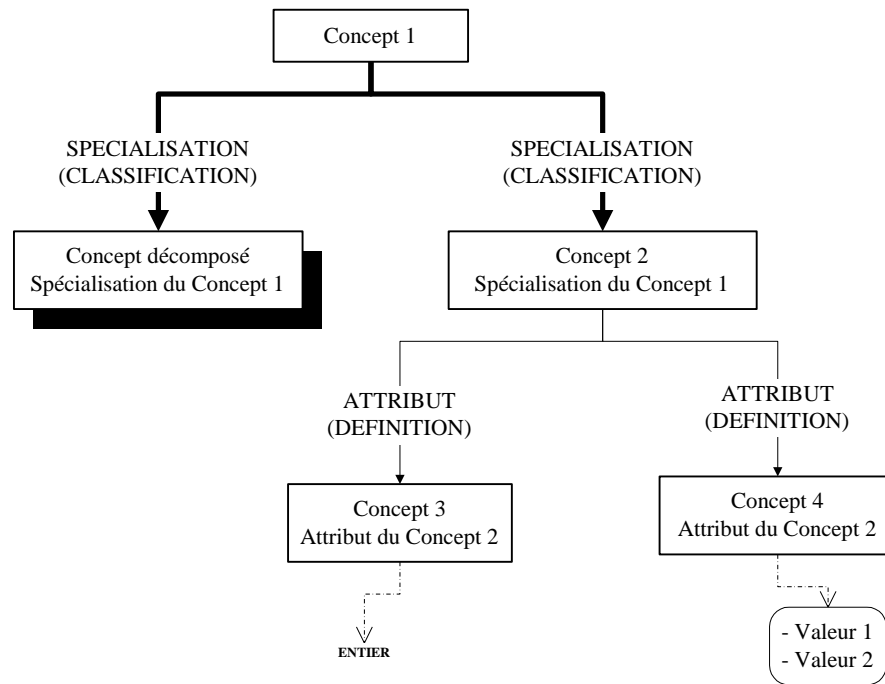 Concept 1
SPECIALISATION
(CLASSIFICATION)
SPECIALISATION
(CLASSIFICATION)
Concept décomposé
Spécialisation du Concept 1
Concept 2
Spécialisation du Concept 1
ATTRIBUT
(DEFINITION)
ATTRIBUT
(DEFINITION)
Concept 3
Attribut du Concept 2
Concept 4
Attribut du Concept 2
ENTIER
- Valeur 1
- Valeur 2